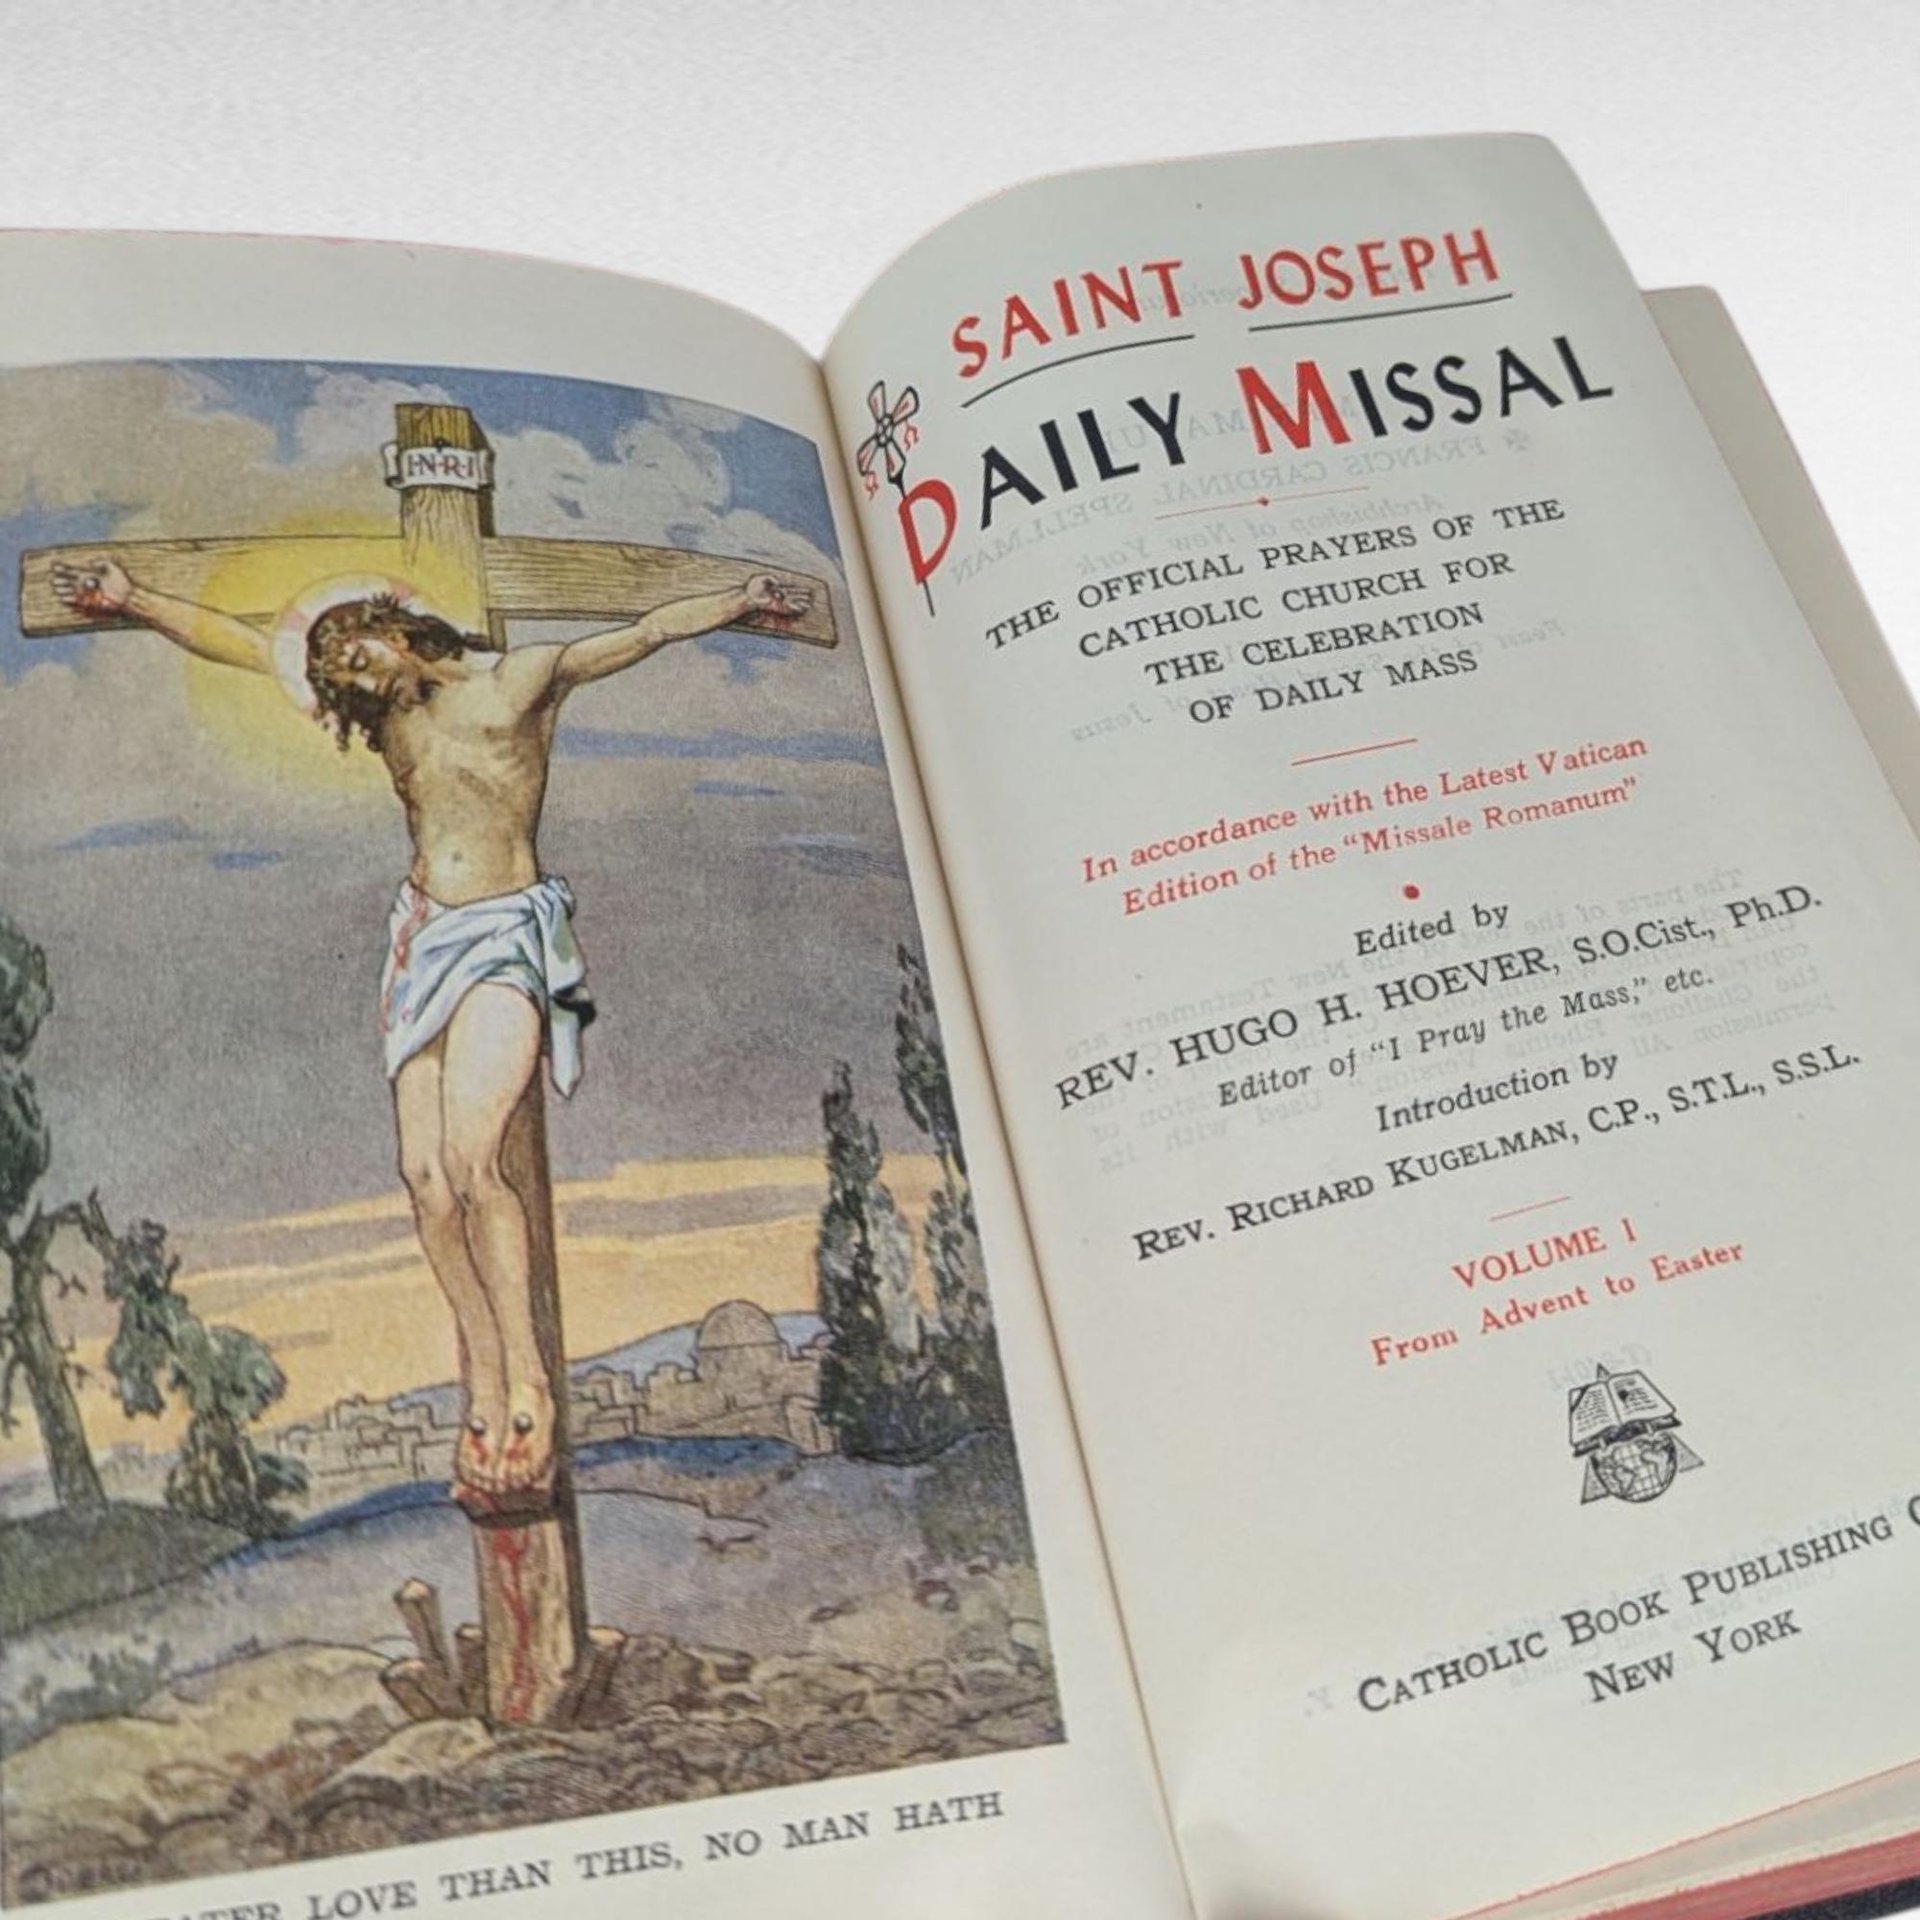 I·N·R·I
LOVE THAN THIS, NO MAN HATH
SAINT JOSEPH
DAILY MISSAL
THE OFFICIAL PRAYERS OF THE
CATHOLIC CHURCH FOR
THE CELEBRATION
OF DAILY MASS
In accordance with the Latest Vatican
Edition of the “Missale Romanum”
Edited by
REV. HUGO H. HOEVER, S.O.Cist., Ph.D.
Editor of “I Pray the Mass,” etc.
Introduction by
REV. RICHARD KUGELMAN, C.P., S.T.L., S.S.L.
VOLUME I
From Advent to Easter
CATHOLIC BOOK PUBLISHING
NEW YORK